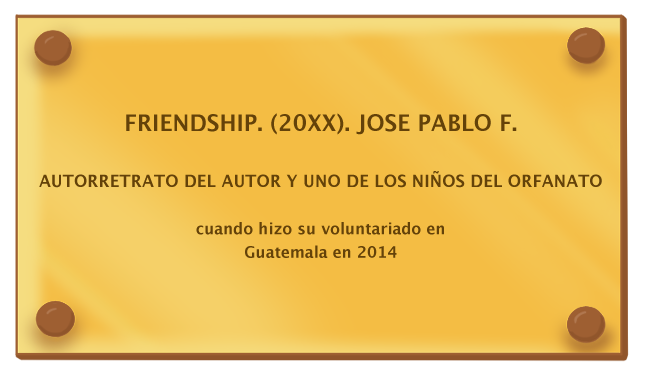 FRIENDSHIP. (20XX). JOSE PABLO F.
AUTORRETRATO DEL AUTOR Y UNO DE LOS NIÑOS DEL ORFANATO
cuando hizo su voluntariado en
Guatemala en 2014